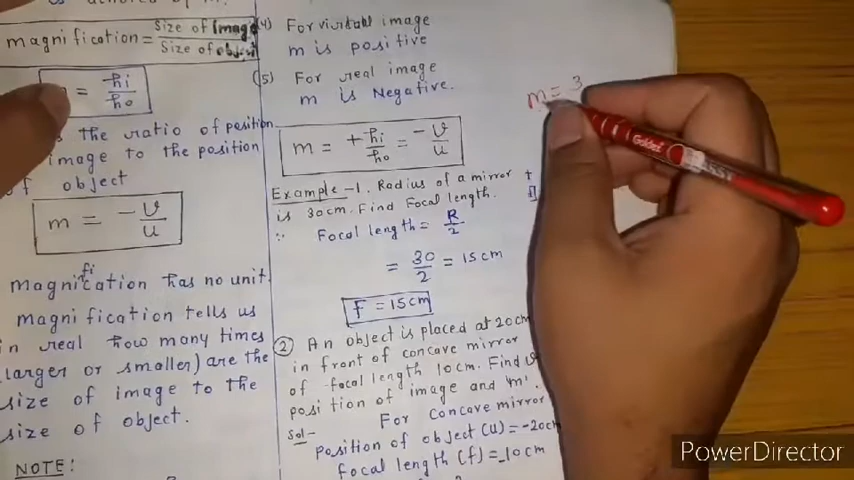 magnification = Size of Image
Size of object
= hi
ho
is the ratio of position
image to the position
of object
m = - v
u
magnification has no unit.
magnification tells us
in real how many times
(larger or smaller) are the
size of image to the
size of object.
NOTE:
(4) For virtual image
m is positive
(5) For real image
m is Negative.
m = + hi = - v
ho u
Example-1. Radius of a mirror
is 30cm. Find Focal length.
∵ Focal length = R
2
= 30 = 15cm
2
f = 15cm
② An object is placed at 20cm
in front of concave mirror
of focal length 10cm. Find
position of image and 'm'.
Sol- For concave mirror
position of object (u) = -20cm
focal length (f) = -10cm
m = 3
Goldex
PowerDirector